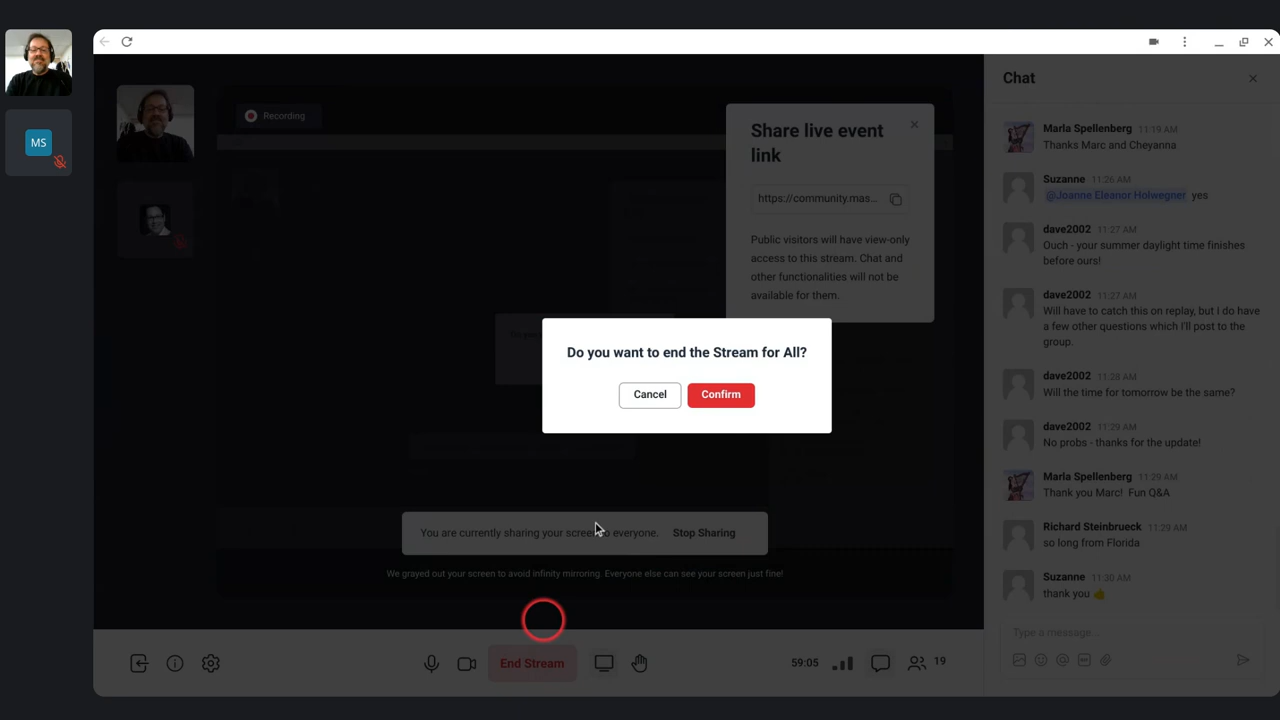 MS
Recording
Share live event
link
https://community.mas...
Public visitors will have view-only
access to this stream. Chat and
other functionalities will not be
available for them.
Do you want to end the Stream for All?
Cancel
Confirm
You are currently sharing your screen to everyone.
Stop Sharing
We grayed out your screen to avoid infinity mirroring. Everyone else can see your screen just fine!
End Stream
59:05
19
Chat
Marla Spellenberg 11:19 AM
Thanks Marc and Cheyanna
Suzanne 11:26 AM
@Joanne Eleanor Holwegner yes
dave2002 11:27 AM
Ouch - your summer daylight time finishes
before ours!
dave2002 11:27 AM
Will have to catch this on replay, but I do have
a few other questions which I'll post to the
group.
dave2002 11:28 AM
Will the time for tomorrow be the same?
dave2002 11:29 AM
No probs - thanks for the update!
Marla Spellenberg 11:29 AM
Thank you Marc! Fun Q&A
Richard Steinbrueck 11:29 AM
so long from Florida
Suzanne 11:30 AM
thank you 👍
Type a message...